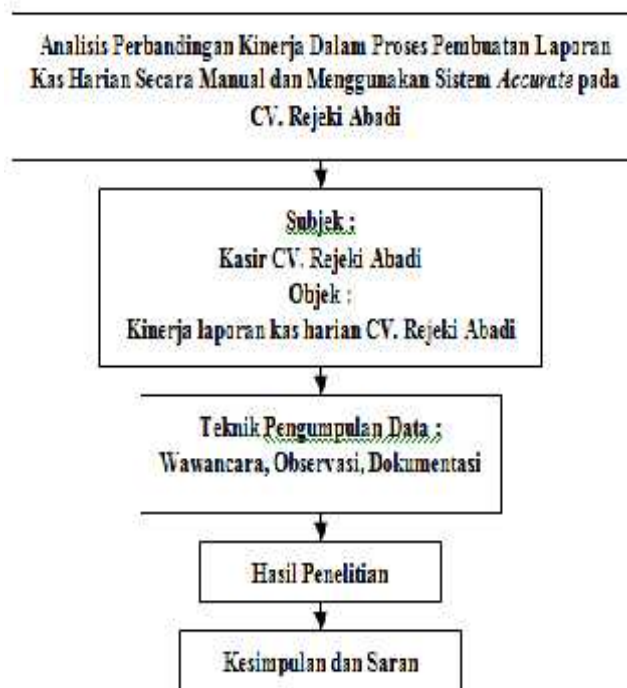 Analisis Perbandingan Kinerja Dalam Proses Pembuatan Laporan
Kas Harian Secara Manual dan Menggunakan Sistem Accurate pada
CV. Rejeki Abadi
Subjek :
Kasir CV. Rejeki Abadi
Objek :
Kinerja laporan kas harian CV. Rejeki Abadi
Teknik Pengumpulan Data :
Wawancara, Observasi, Dokumentasi
Hasil Penelitian
Kesimpulan dan Saran